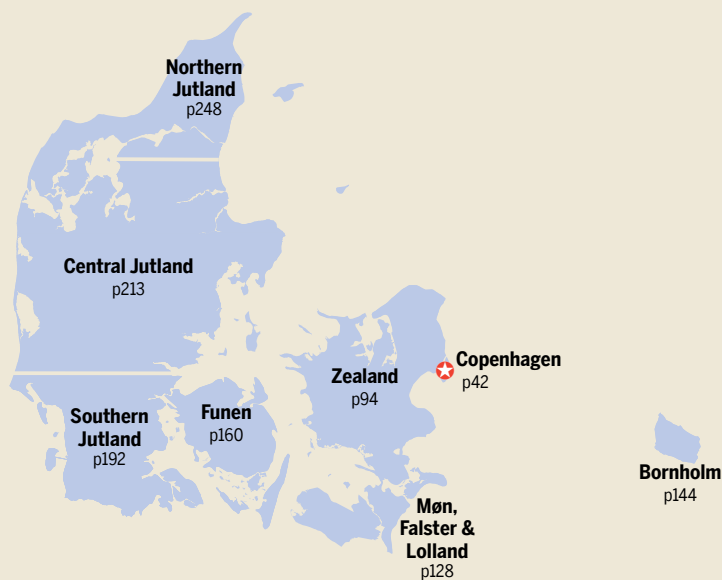 Northern
Jutland
p248
Central Jutland
p213
Copenhagen
p42
Zealand
p94
Funen
p160
Southern
Jutland
p192
Bornholm
p144
Møn,
Falster &
Lolland
p128